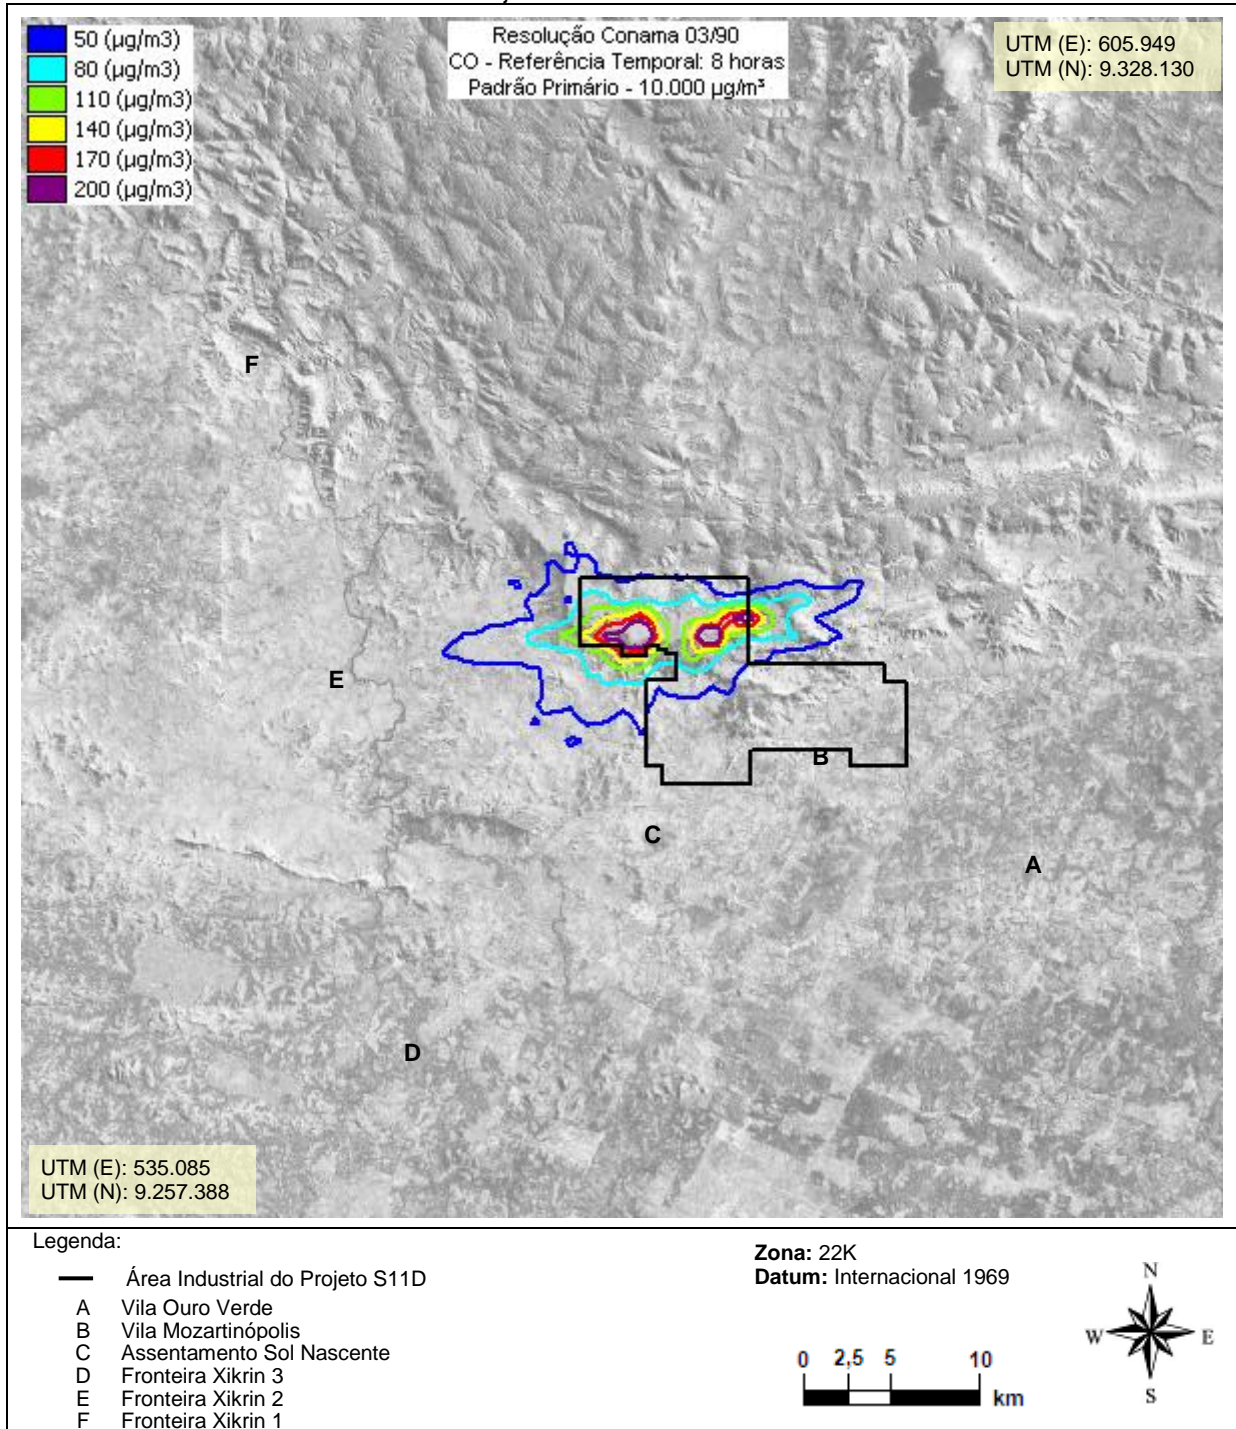 50 (µg/m3)
80 (µg/m3)
110 (µg/m3)
140 (µg/m3)
170 (µg/m3)
200 (µg/m3)
Resolução Conama 03/90
CO - Referência Temporal: 8 horas
Padrão Primário - 10.000 µg/m³
UTM (E): 605.949
UTM (N): 9.328.130
F
E
B
C
A
D
UTM (E): 535.085
UTM (N): 9.257.388
Legenda:
Área Industrial do Projeto S11D
A Vila Ouro Verde
B Vila Mozartinópolis
C Assentamento Sol Nascente
D Fronteira Xikrin 3
E Fronteira Xikrin 2
F Fronteira Xikrin 1
Zona: 22K
Datum: Internacional 1969
0 2,5 5 10
km
N
W E
S